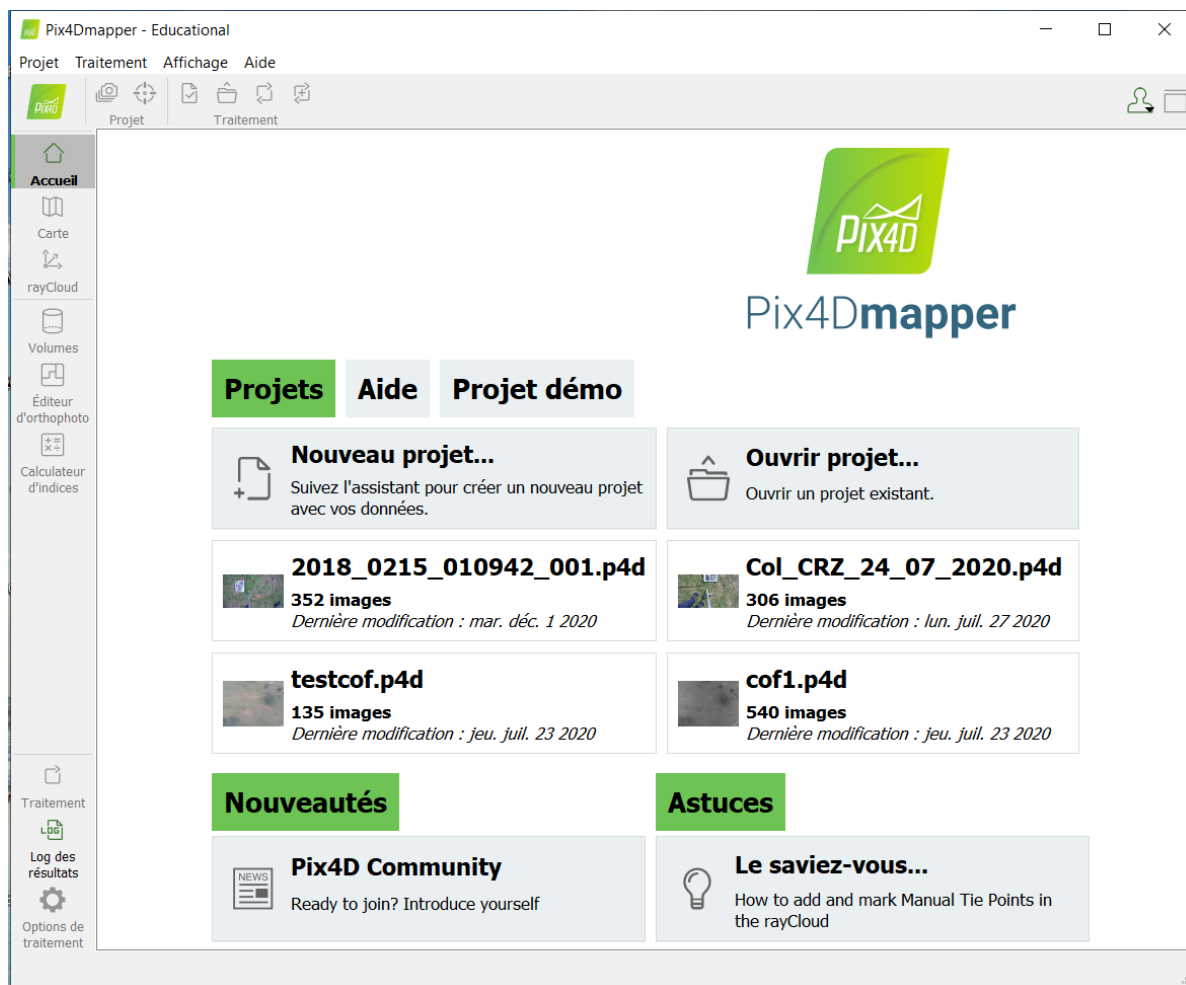 Pix4Dmapper - Educational
Projet Traitement Affichage Aide
PIX4D
Projet Traitement
Accueil
Carte
rayCloud
Volumes
Éditeur
d'orthophoto
Calculateur
d'indices
Traitement
LOG
Log des
résultats
Options de
traitement
PIX4D
Pix4Dmapper
Projets Aide Projet démo
Nouveau projet...
Suivez l'assistant pour créer un nouveau projet
avec vos données.
Ouvrir projet...
Ouvrir un projet existant.
2018_0215_010942_001.p4d
352 images
Dernière modification : mar. déc. 1 2020
Col_CRZ_24_07_2020.p4d
306 images
Dernière modification : lun. juil. 27 2020
testcof.p4d
135 images
Dernière modification : jeu. juil. 23 2020
cof1.p4d
540 images
Dernière modification : jeu. juil. 23 2020
Nouveautés
NEWS
Pix4D Community
Ready to join? Introduce yourself
Astuces
Le saviez-vous...
How to add and mark Manual Tie Points in
the rayCloud